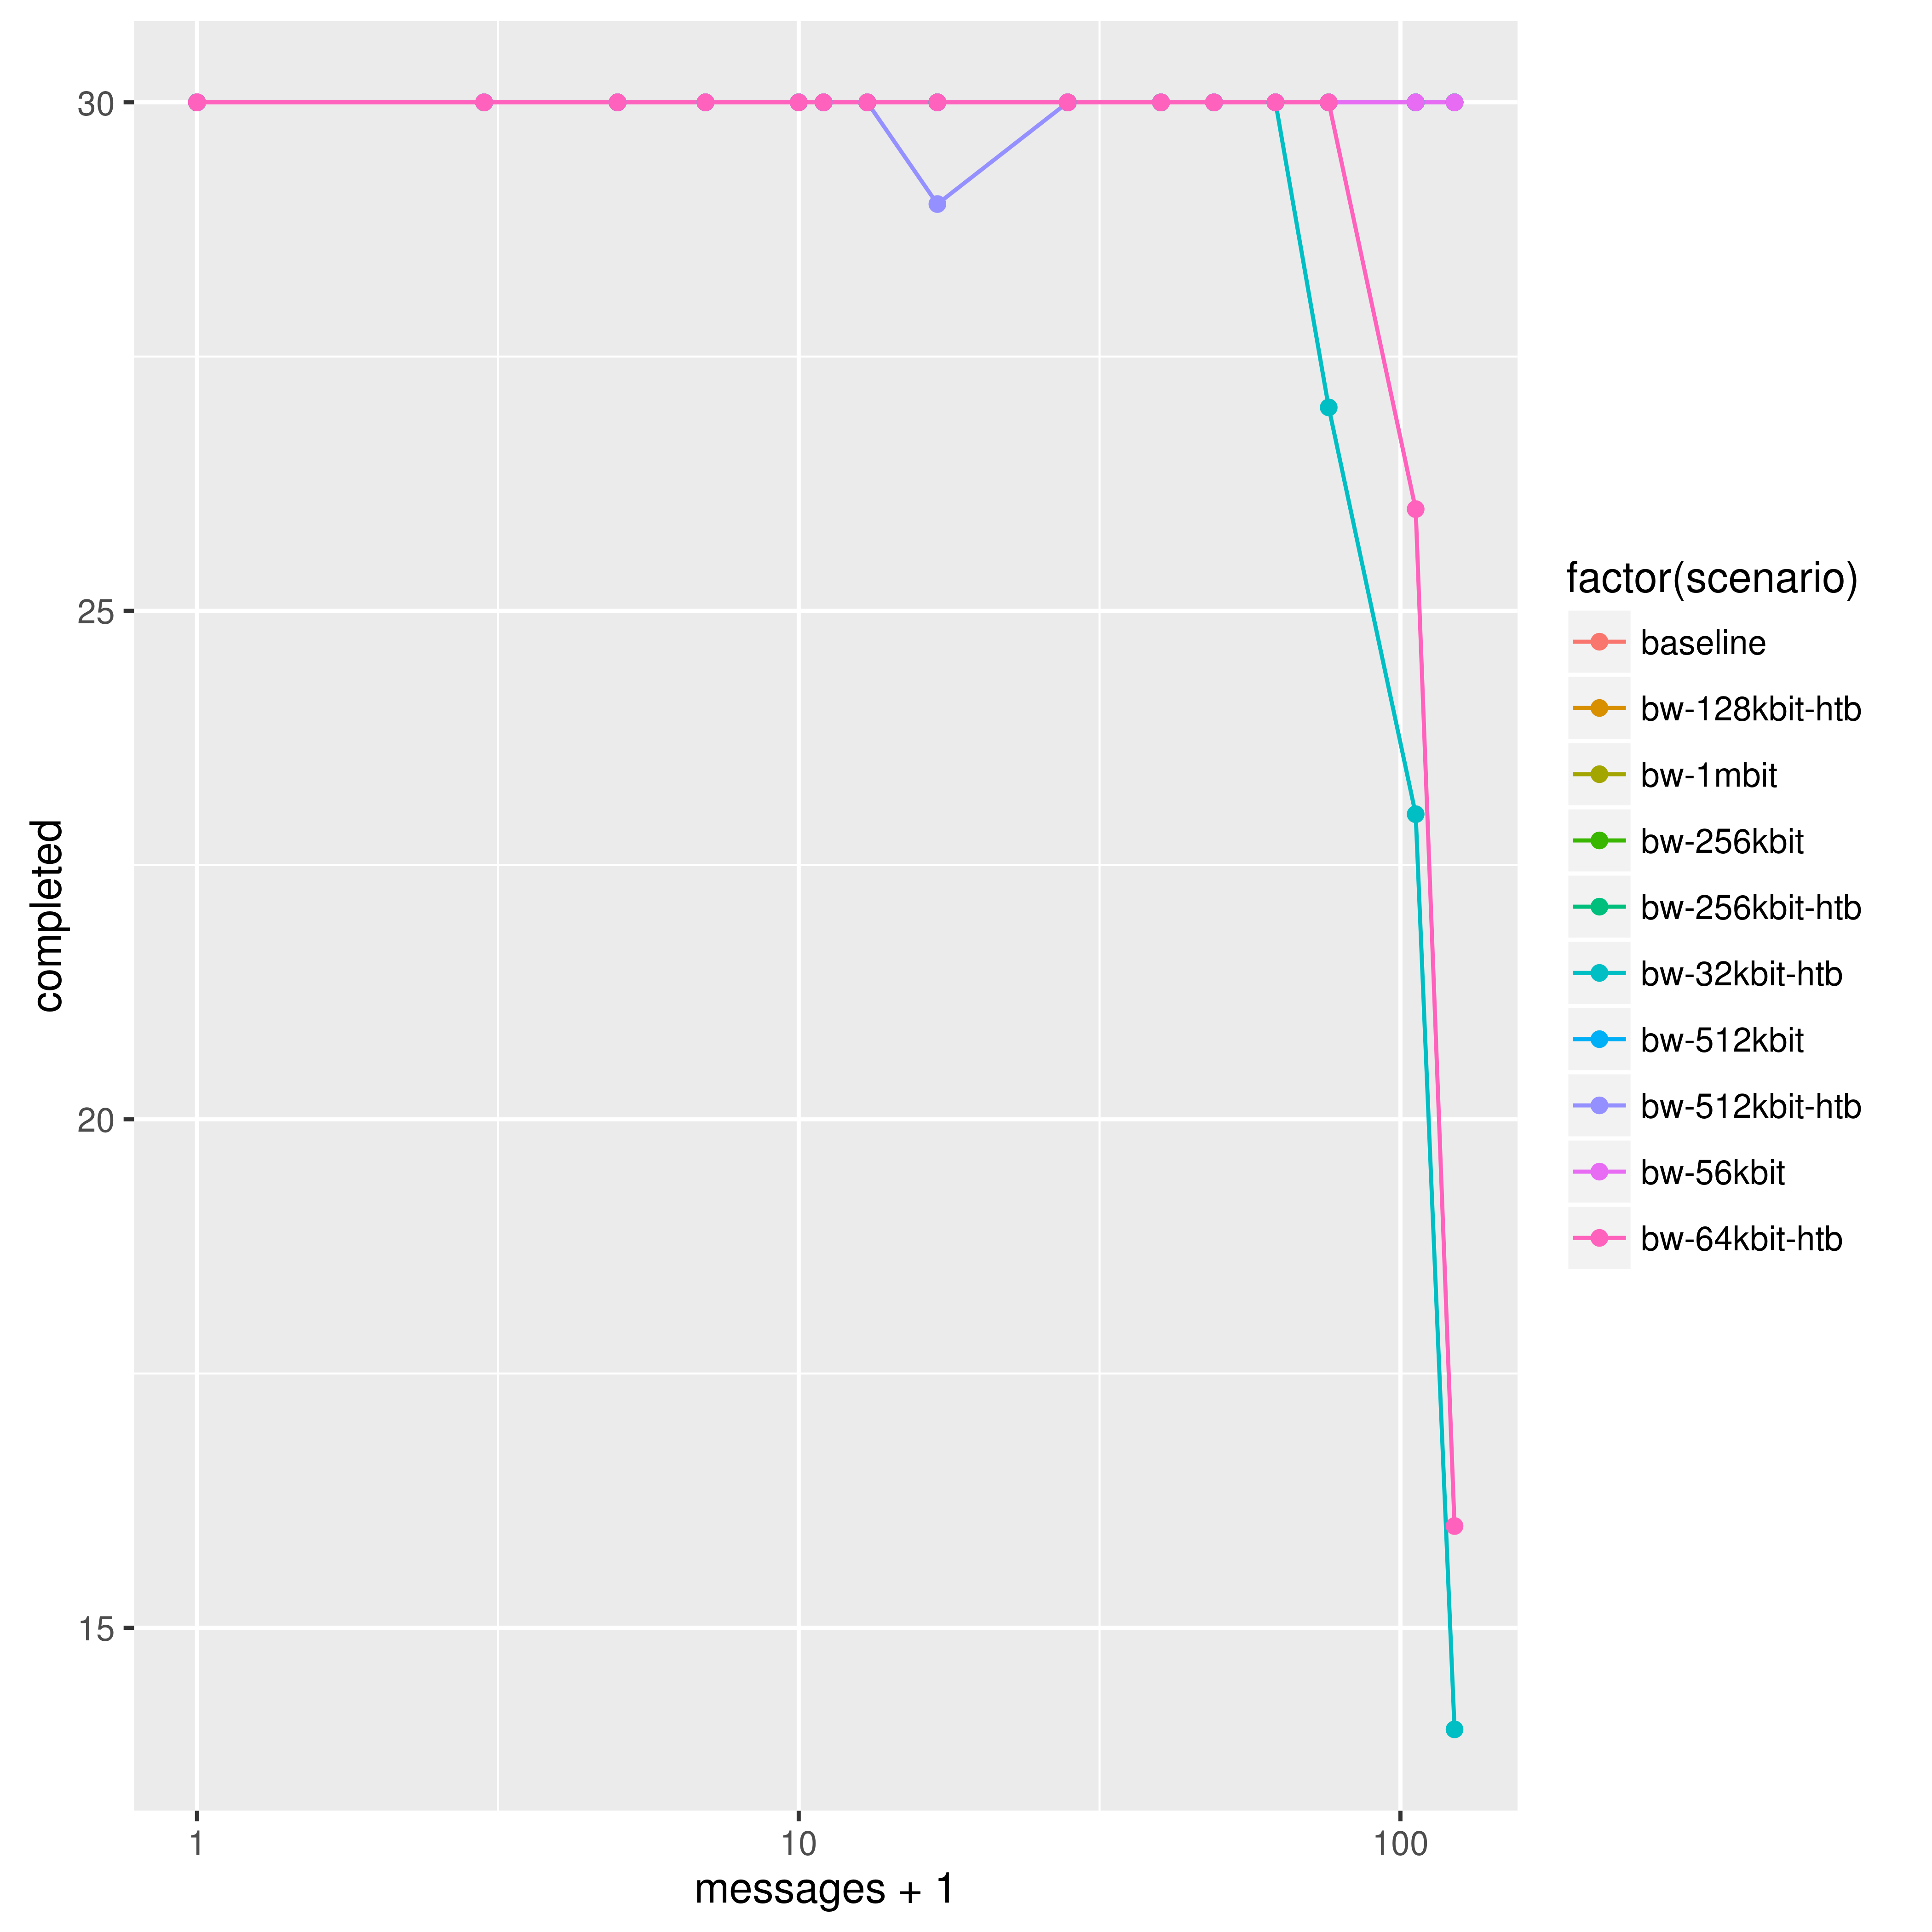 30
25
20
15
completed
1
10
100
messages + 1
factor(scenario)
baseline
bw-128kbit-htb
bw-1mbit
bw-256kbit
bw-256kbit-htb
bw-32kbit-htb
bw-512kbit
bw-512kbit-htb
bw-56kbit
bw-64kbit-htb